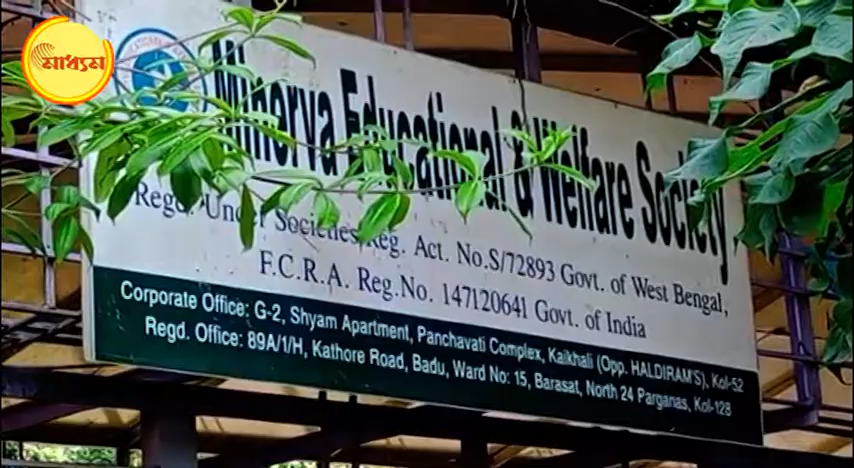 মাধ্যম
Minorva Educational & Welfare Society
Regd. Under Societies Reg. Act. No.S/72893 Govt. of West Bengal,
F.C.R.A. Reg.No. 147120641 Govt. of India
Corporate Office: G-2, Shyam Apartment, Panchavati Complex, Kaikhali (Opp. HALDIRAM'S), Kol-52
Regd. Office: 89A/1/H, Kathore Road, Badu, Ward No: 15, Barasat, North 24 Parganas, Kol-128